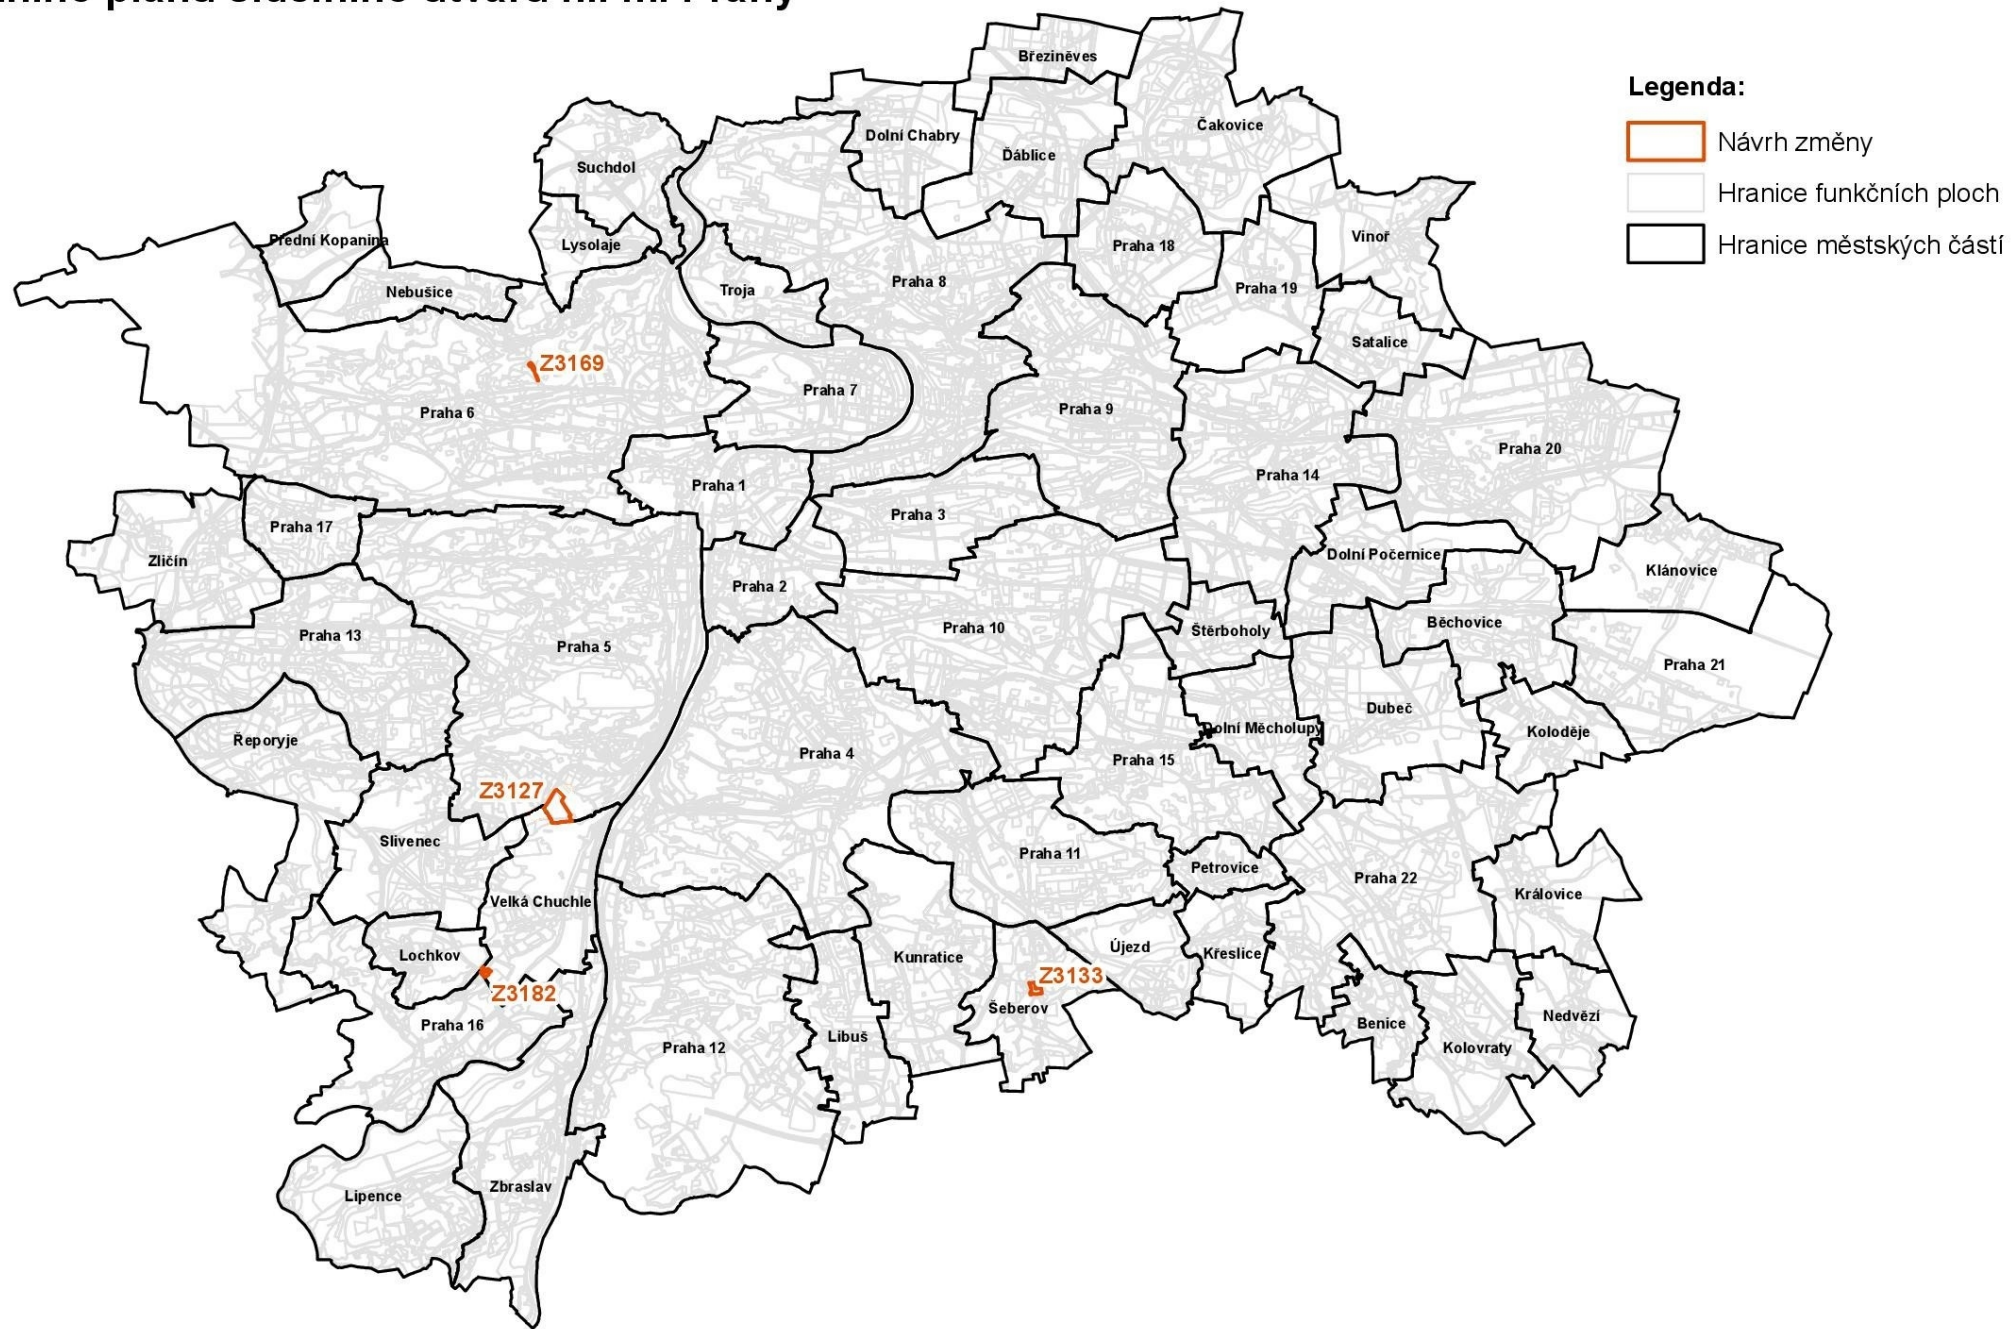 Březiněves
Legenda:
Návrh změny
Hranice funkčních ploch
Hranice městských částí
Čakovice
Dolní Chabry
Ďáblice
Suchdol
Přední Kopanina
Lysolaje
Nebušice
Praha 18
Vinoř
Praha 8
Troja
Praha 19
Satalice
Z3169
Praha 7
Praha 6
Praha 9
Praha 20
Praha 14
Praha 1
Praha 3
Praha 17
Zličín
Dolní Počernice
Klánovice
Praha 2
Praha 13
Praha 5
Praha 10
Štěrboholy
Běchovice
Praha 21
Řeporyje
Dubeč
Dolní Měcholupy
Koloděje
Praha 4
Praha 15
Z3127
Slivenec
Praha 11
Petrovice
Praha 22
Královice
Velká Chuchle
Lochkov
Kunratice
Újezd
Křeslice
Z3182
Z3133
Šeberov
Praha 16
Praha 12
Libuš
Benice
Nedvězí
Kolovraty
Lipence
Zbraslav